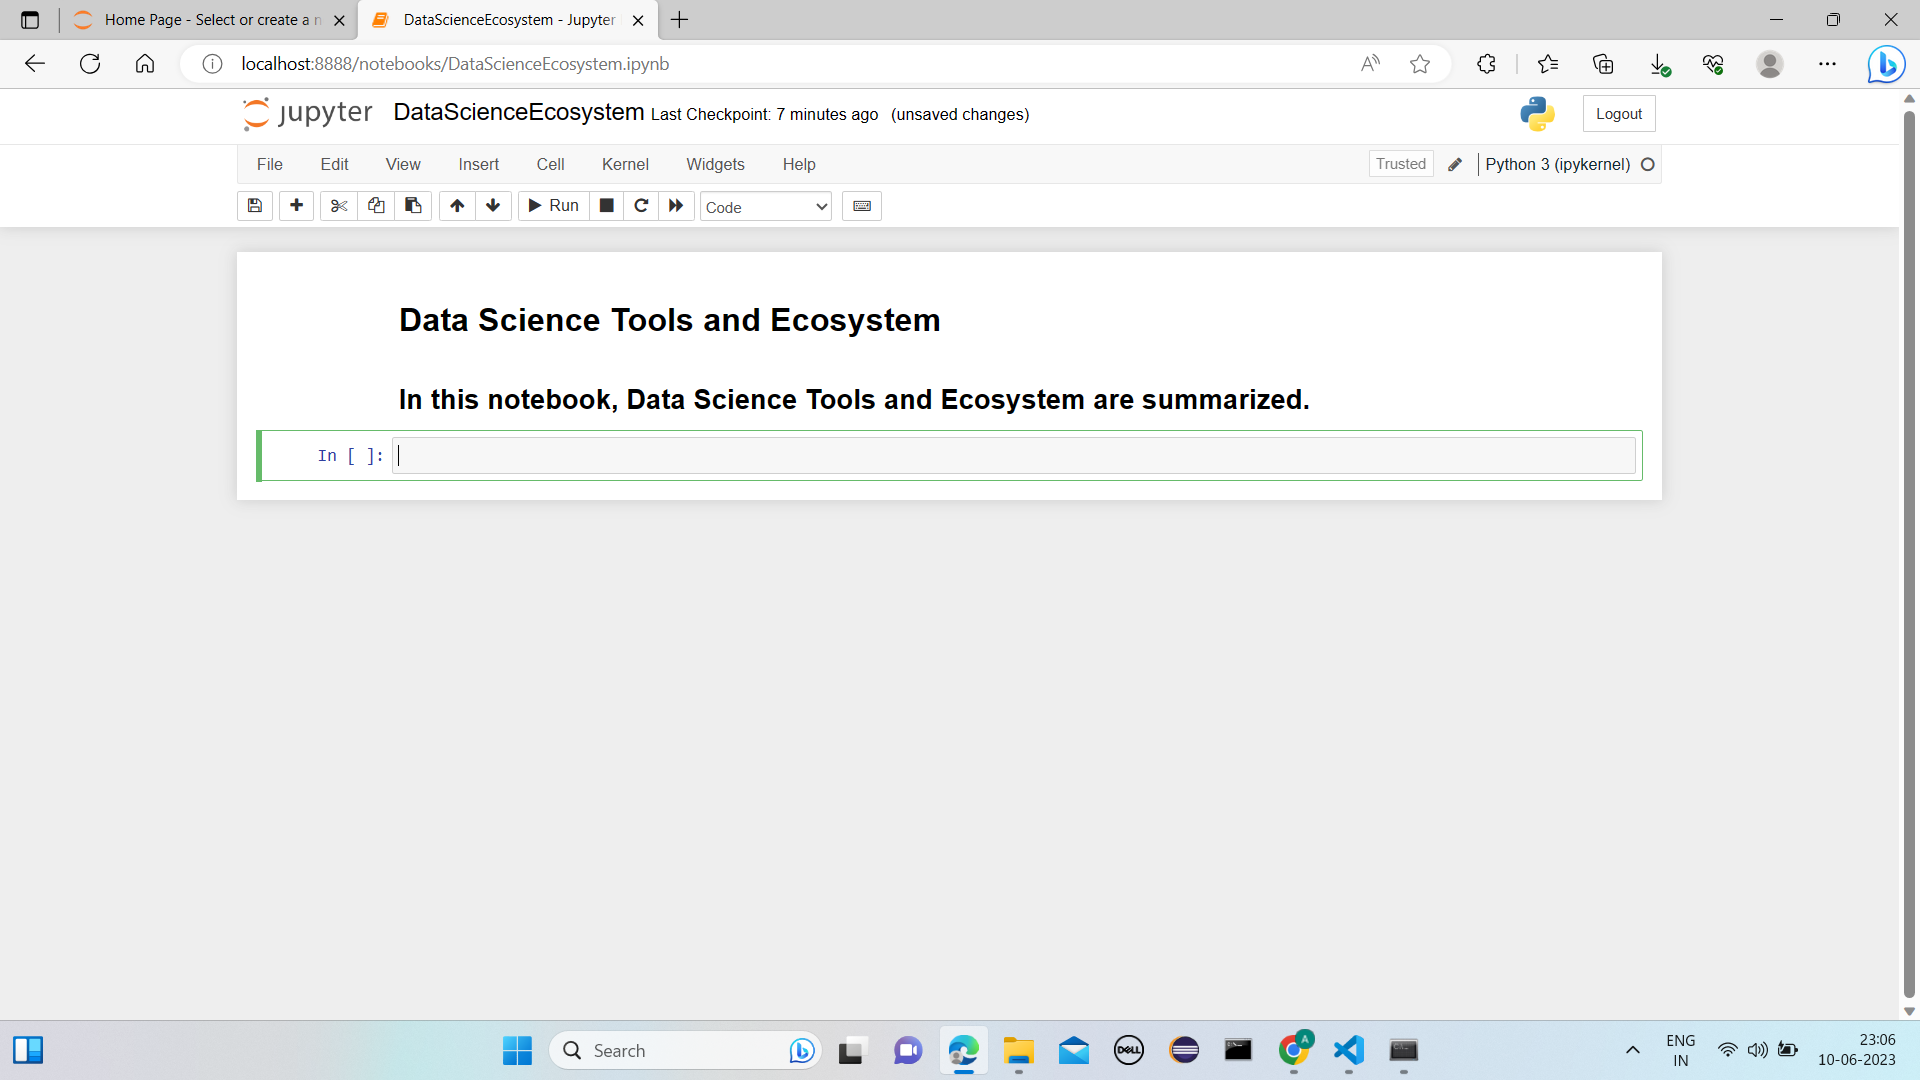 Home Page - Select or create a n
DataScienceEcosystem - Jupyter
localhost:8888/notebooks/DataScienceEcosystem.ipynb
jupyter DataScienceEcosystem Last Checkpoint: 7 minutes ago (unsaved changes)
Logout
File Edit View Insert Cell Kernel Widgets Help
Trusted Python 3 (ipykernel)
Run Code
Data Science Tools and Ecosystem
In this notebook, Data Science Tools and Ecosystem are summarized.
In [ ]:
Search
DELL
A
ENG
IN
23:06
10-06-2023